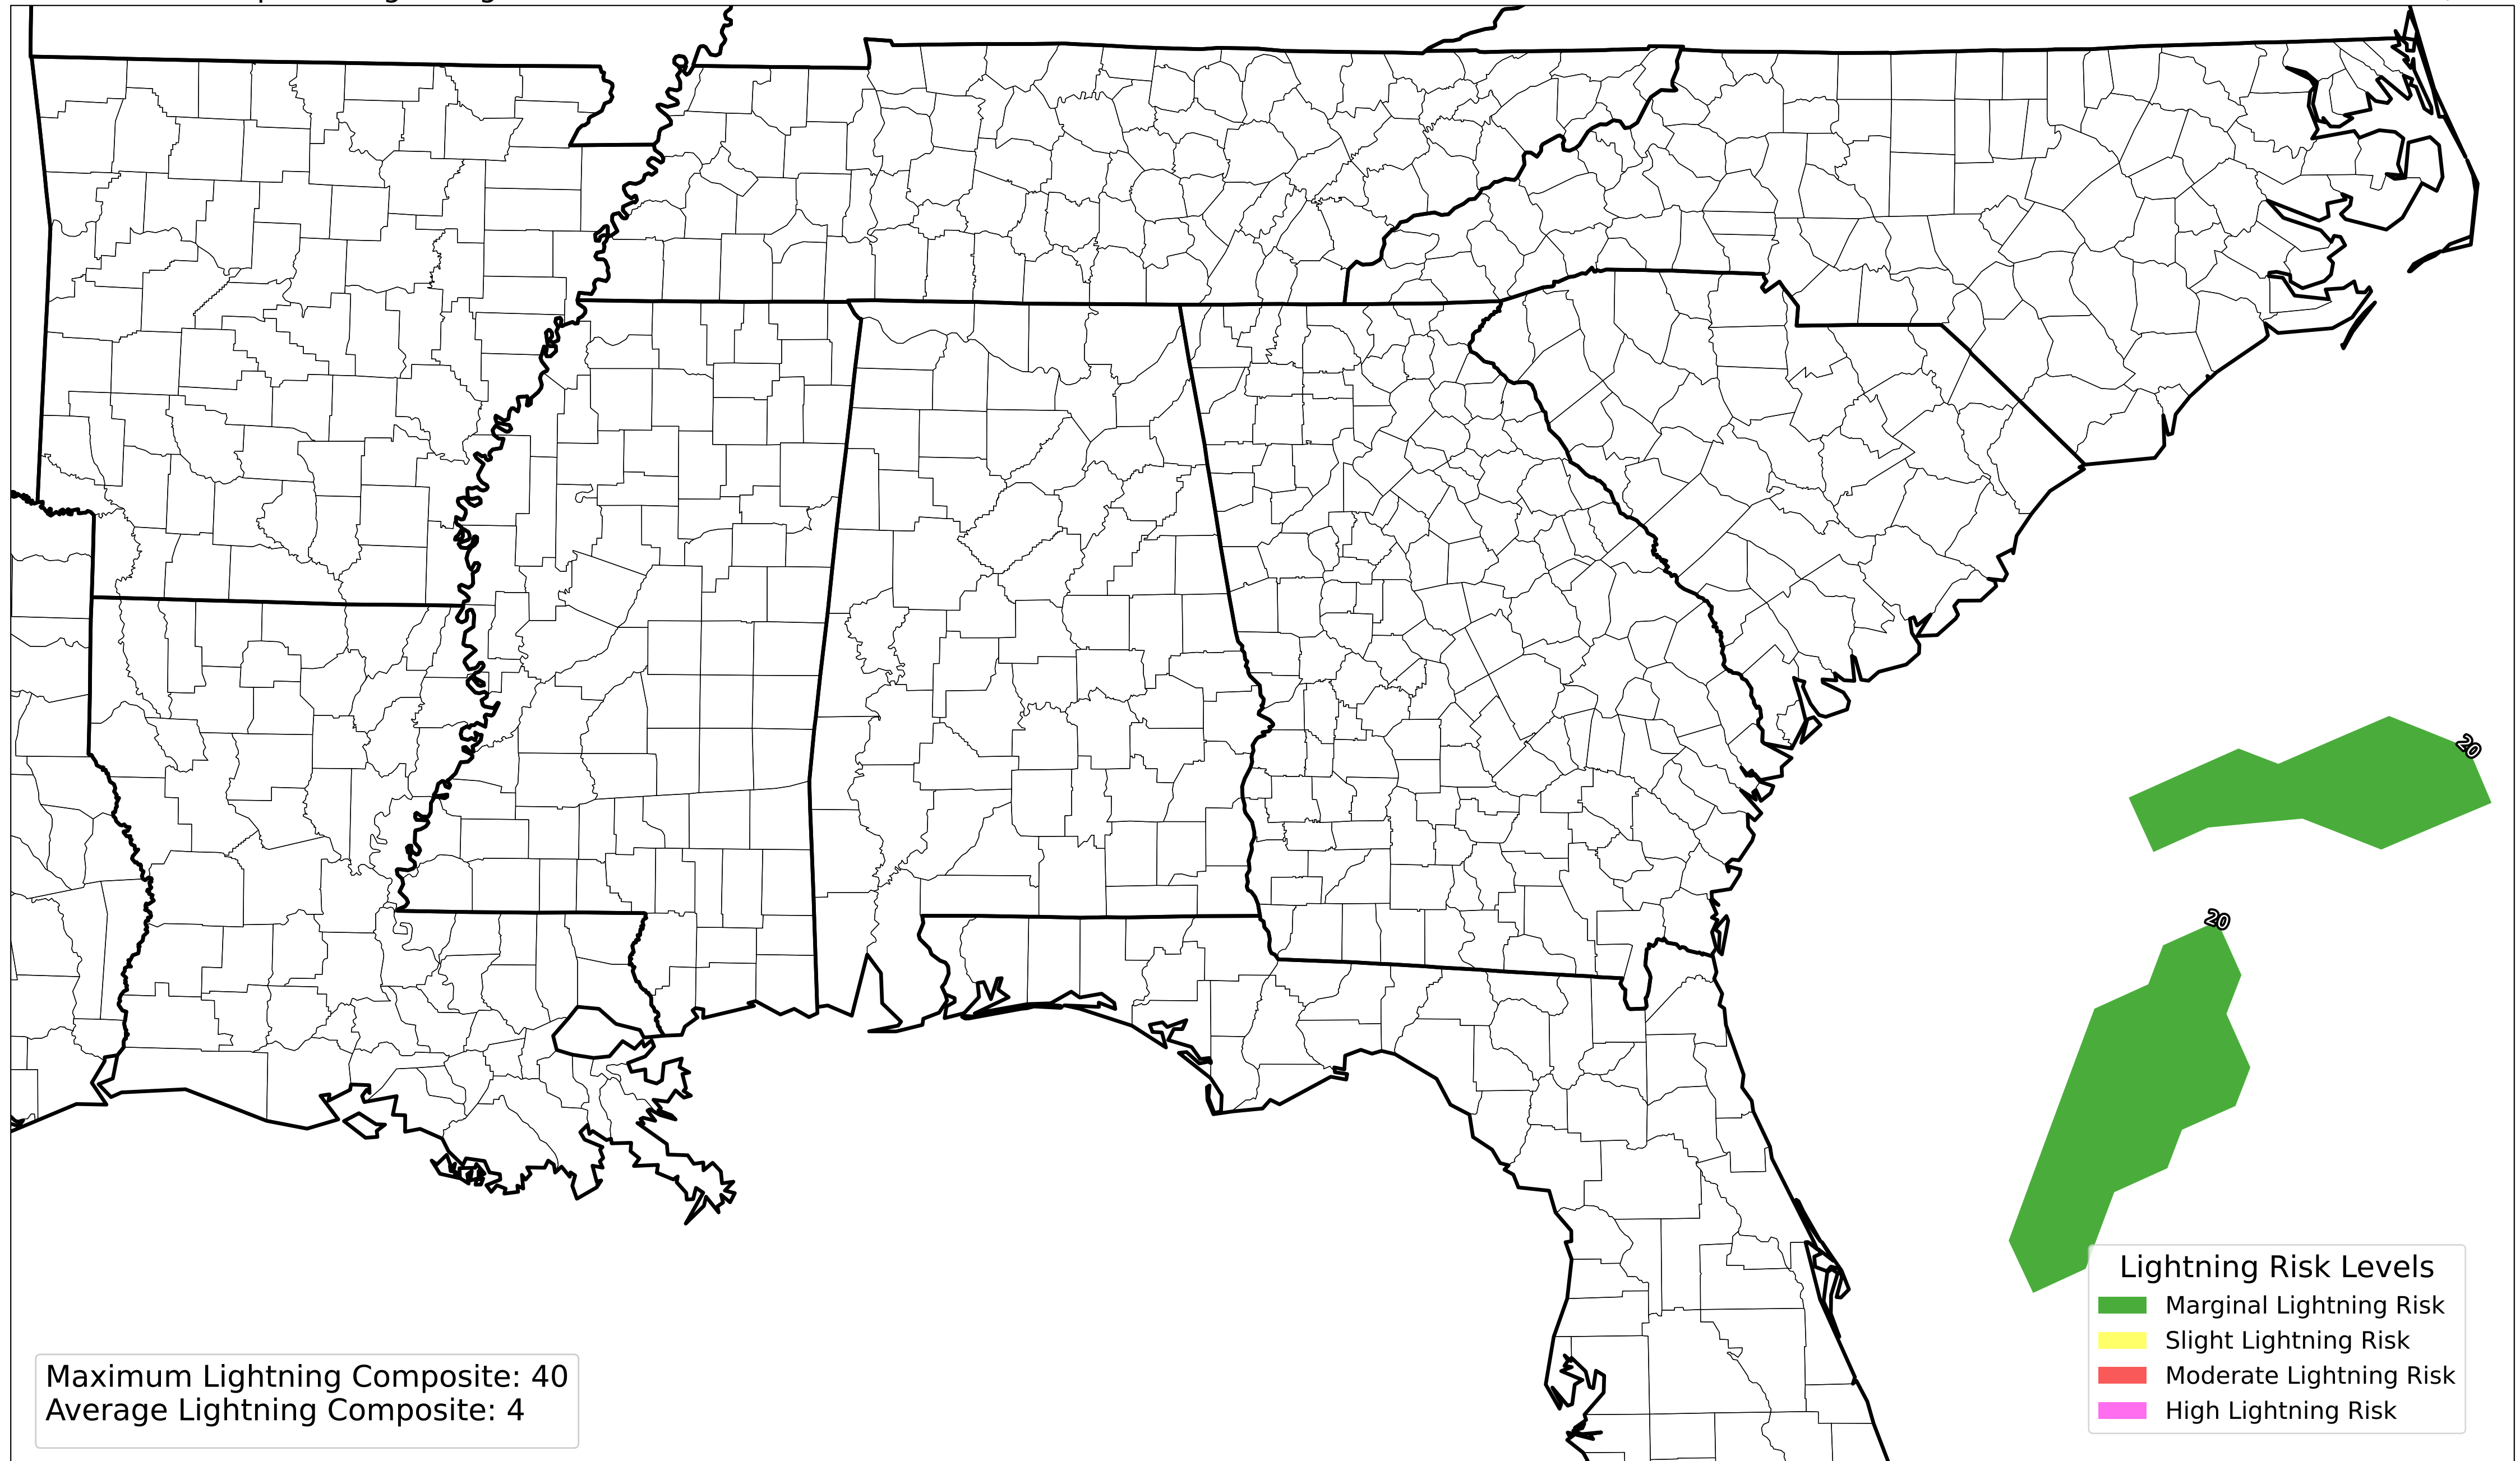 20
20
Lightning Risk Levels
Marginal Lightning Risk
Slight Lightning Risk
Moderate Lightning Risk
High Lightning Risk
Maximum Lightning Composite: 40
Average Lightning Composite: 4